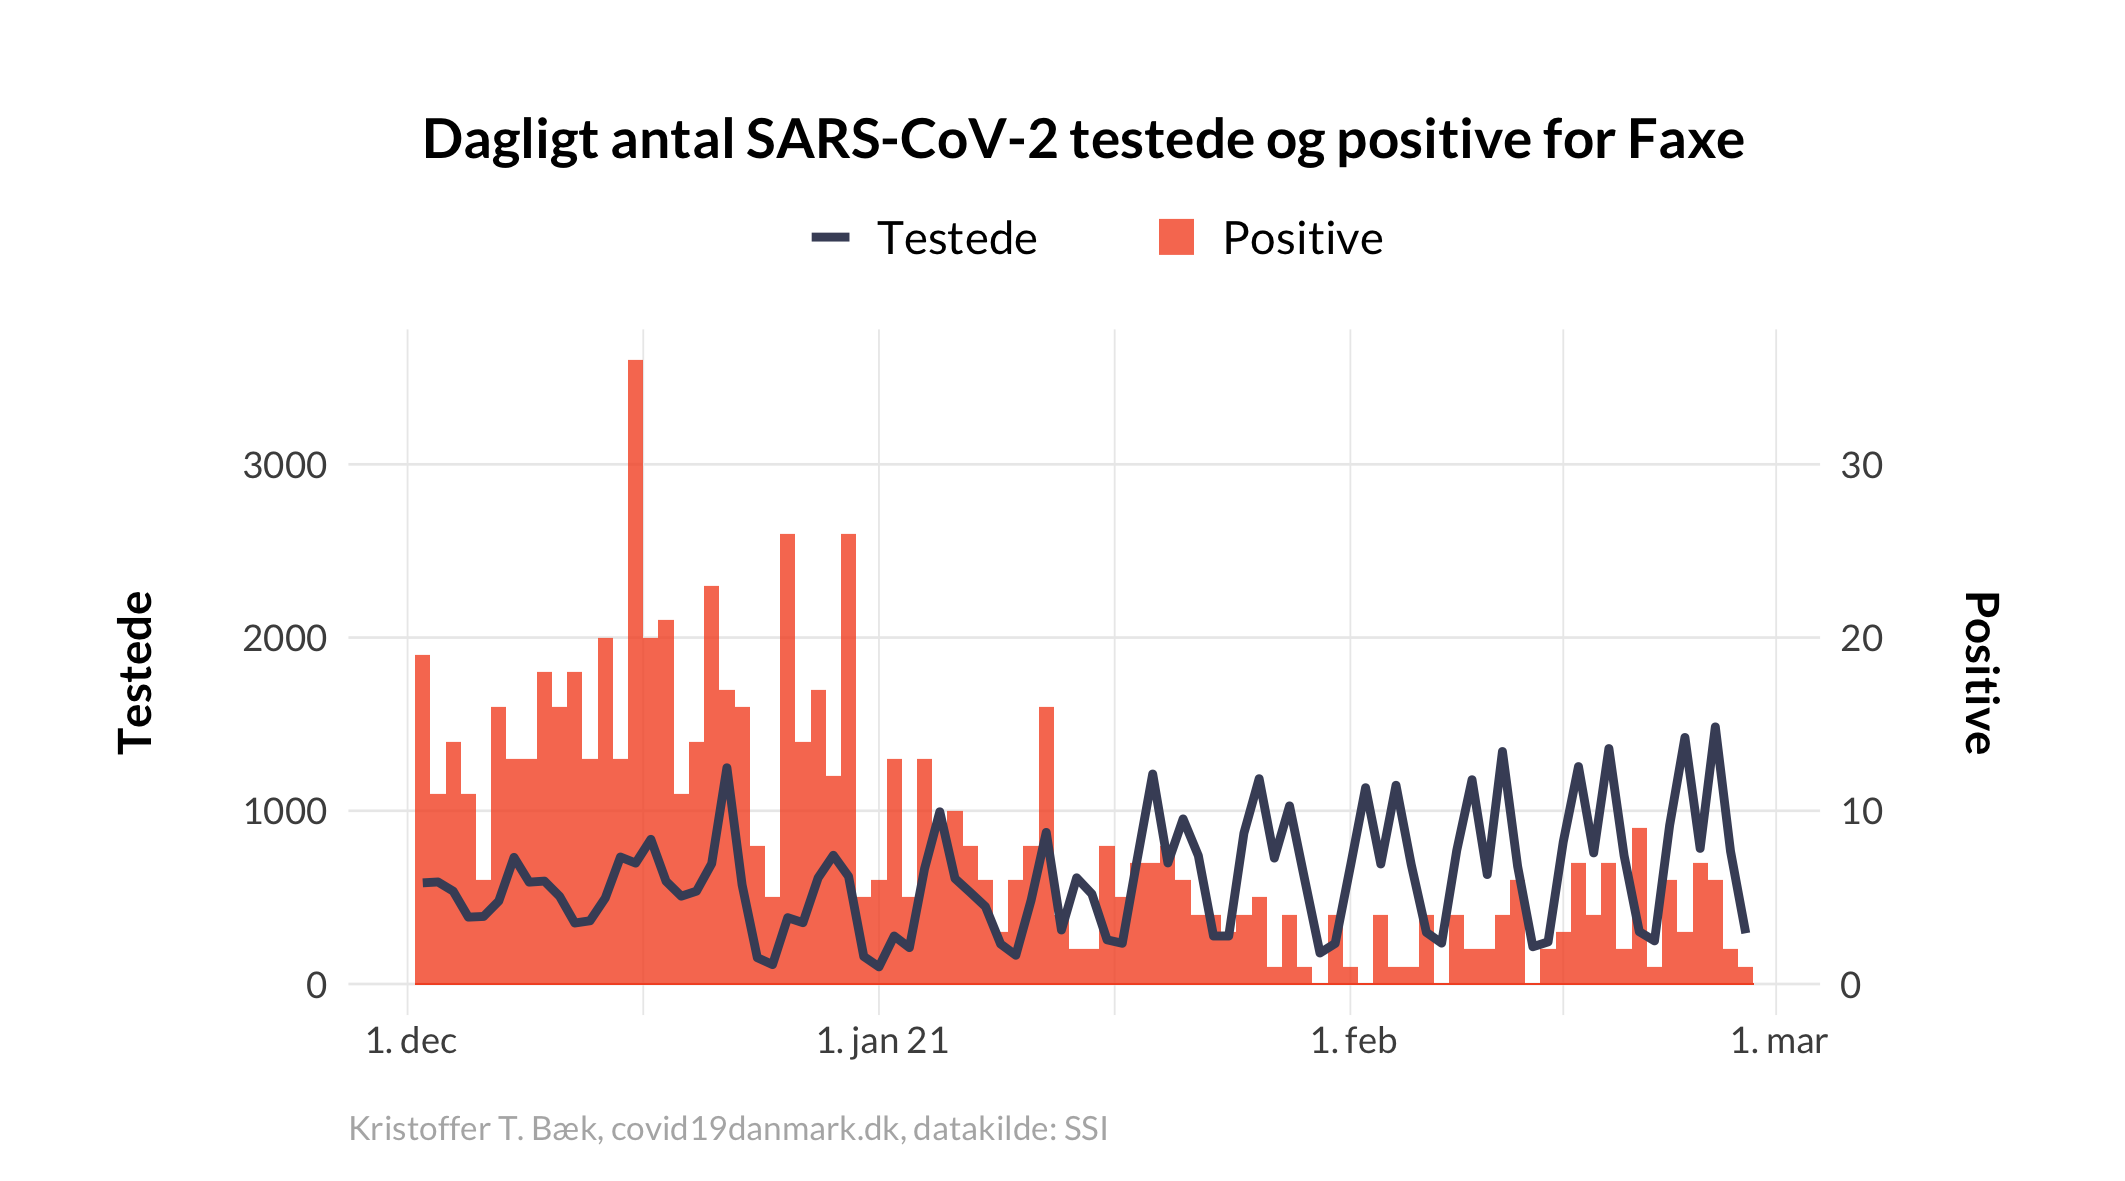 Dagligt antal SARS-CoV-2 testede og positive for Faxe
Testede
Positive
Testede
3000
2000
1000
0
30
20
10
0
Positive
1. dec
1. jan 21
1. feb
1. mar
Kristoffer T. Bæk, covid19danmark.dk, datakilde: SSI